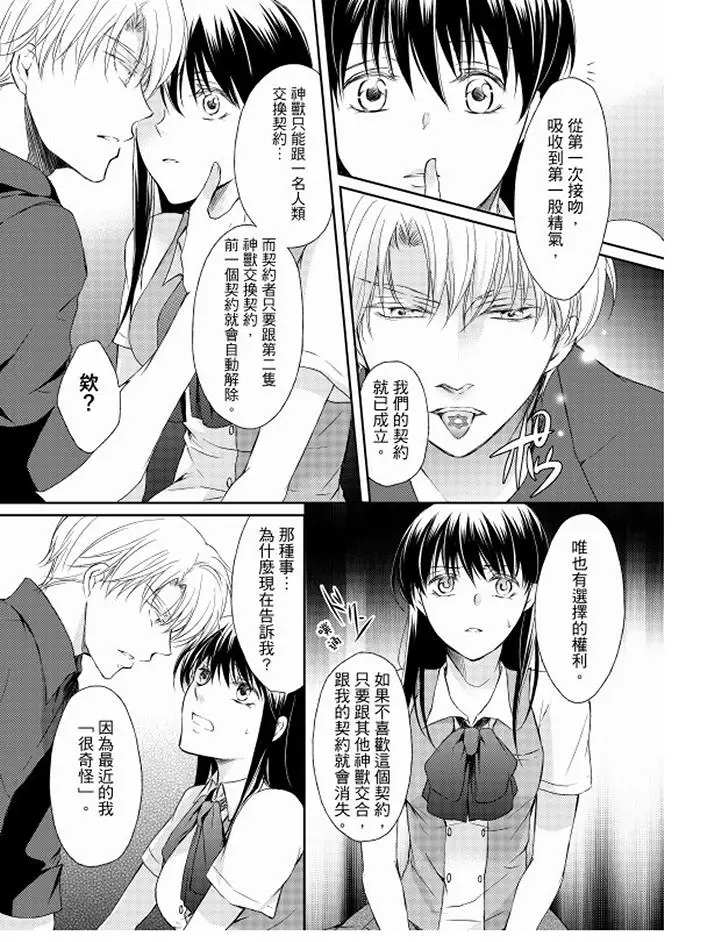 從第一次接吻，
吸收到第一股精氣，
我們的契約
就已成立。
ポウ
神獸只能跟一名人類
交換契約…
而契約者只要跟第二隻
神獸交換契約，
前一個契約就會自動解除。
欸？
唯也有選擇的權利。
如果不喜歡這個契約，
只要跟其他神獸交合，
跟我的契約就會消失。
ドクン
那種事…
為什麼現在告訴我？
因為最近的我
「很奇怪」。